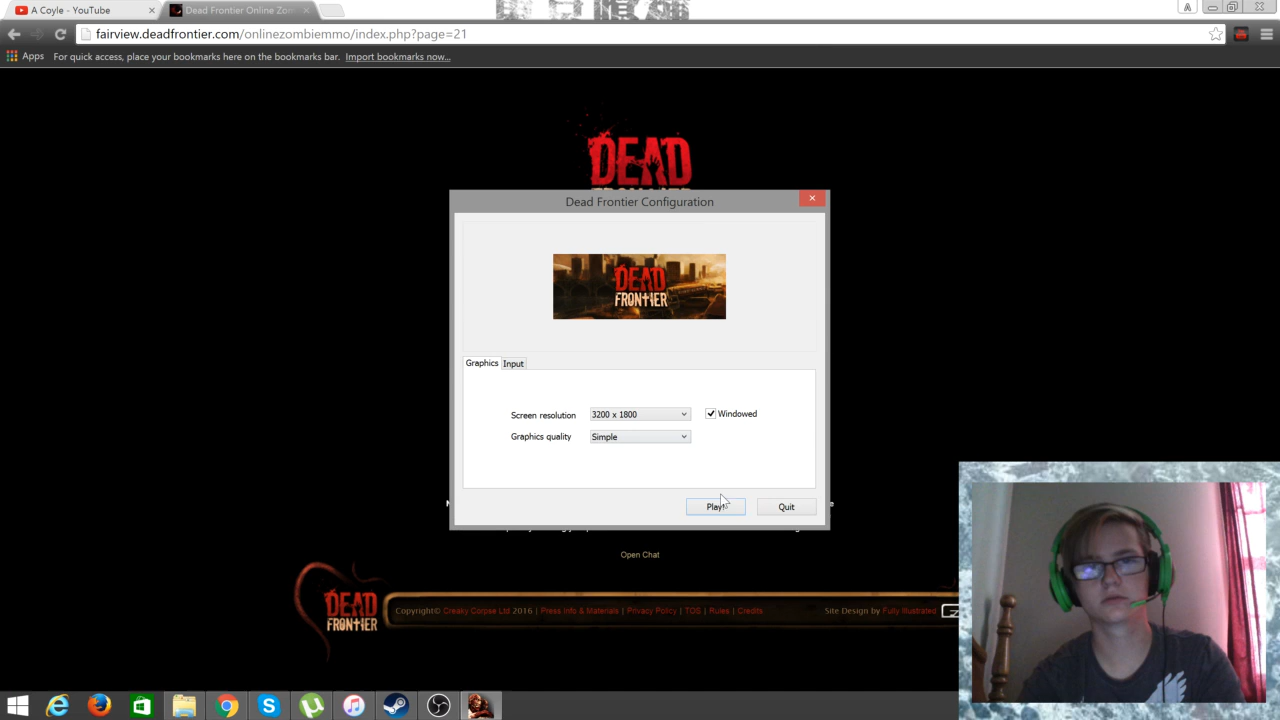 A Coyle - YouTube
Dead Frontier Online Zom
A
fairview.deadfrontier.com/onlinezombiemmo/index.php?page=21
Apps For quick access, place your bookmarks here on the bookmarks bar. Import bookmarks now...
DEAD
Dead Frontier Configuration
DEAD
FRONTIER
Graphics Input
Screen resolution 3200 x 1800 Windowed
Graphics quality Simple
Play! Quit
Open Chat
DEAD
FRONTIER
Copyright© Creaky Corpse Ltd 2016 | Press Info & Materials | Privacy Policy | TOS | Rules | Credits
Site Design by Fully Illustrated